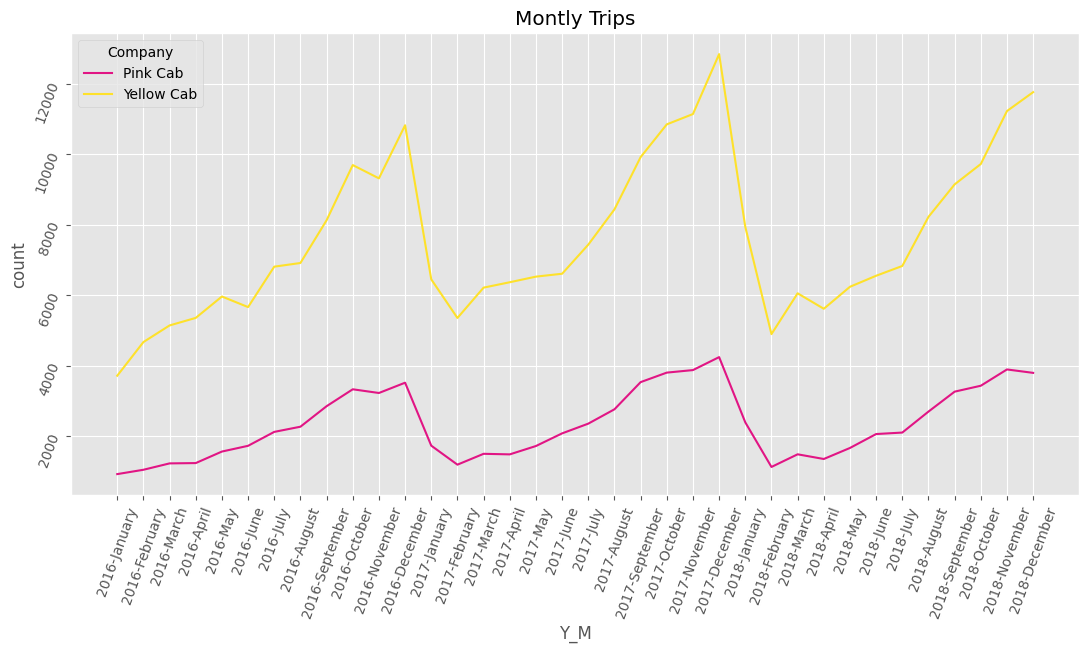 Montly Trips
Company
Pink Cab
Yellow Cab
count
12000
10000
8000
6000
4000
2000
2016-January
2016-February
2016-March
2016-April
2016-May
2016-June
2016-July
2016-August
2016-September
2016-October
2016-November
2016-December
2017-January
2017-February
2017-March
2017-April
2017-May
2017-June
2017-July
2017-August
2017-September
2017-October
2017-November
2017-December
2018-January
2018-February
2018-March
2018-April
2018-May
2018-June
2018-July
2018-August
2018-September
2018-October
2018-November
2018-December
Y_M